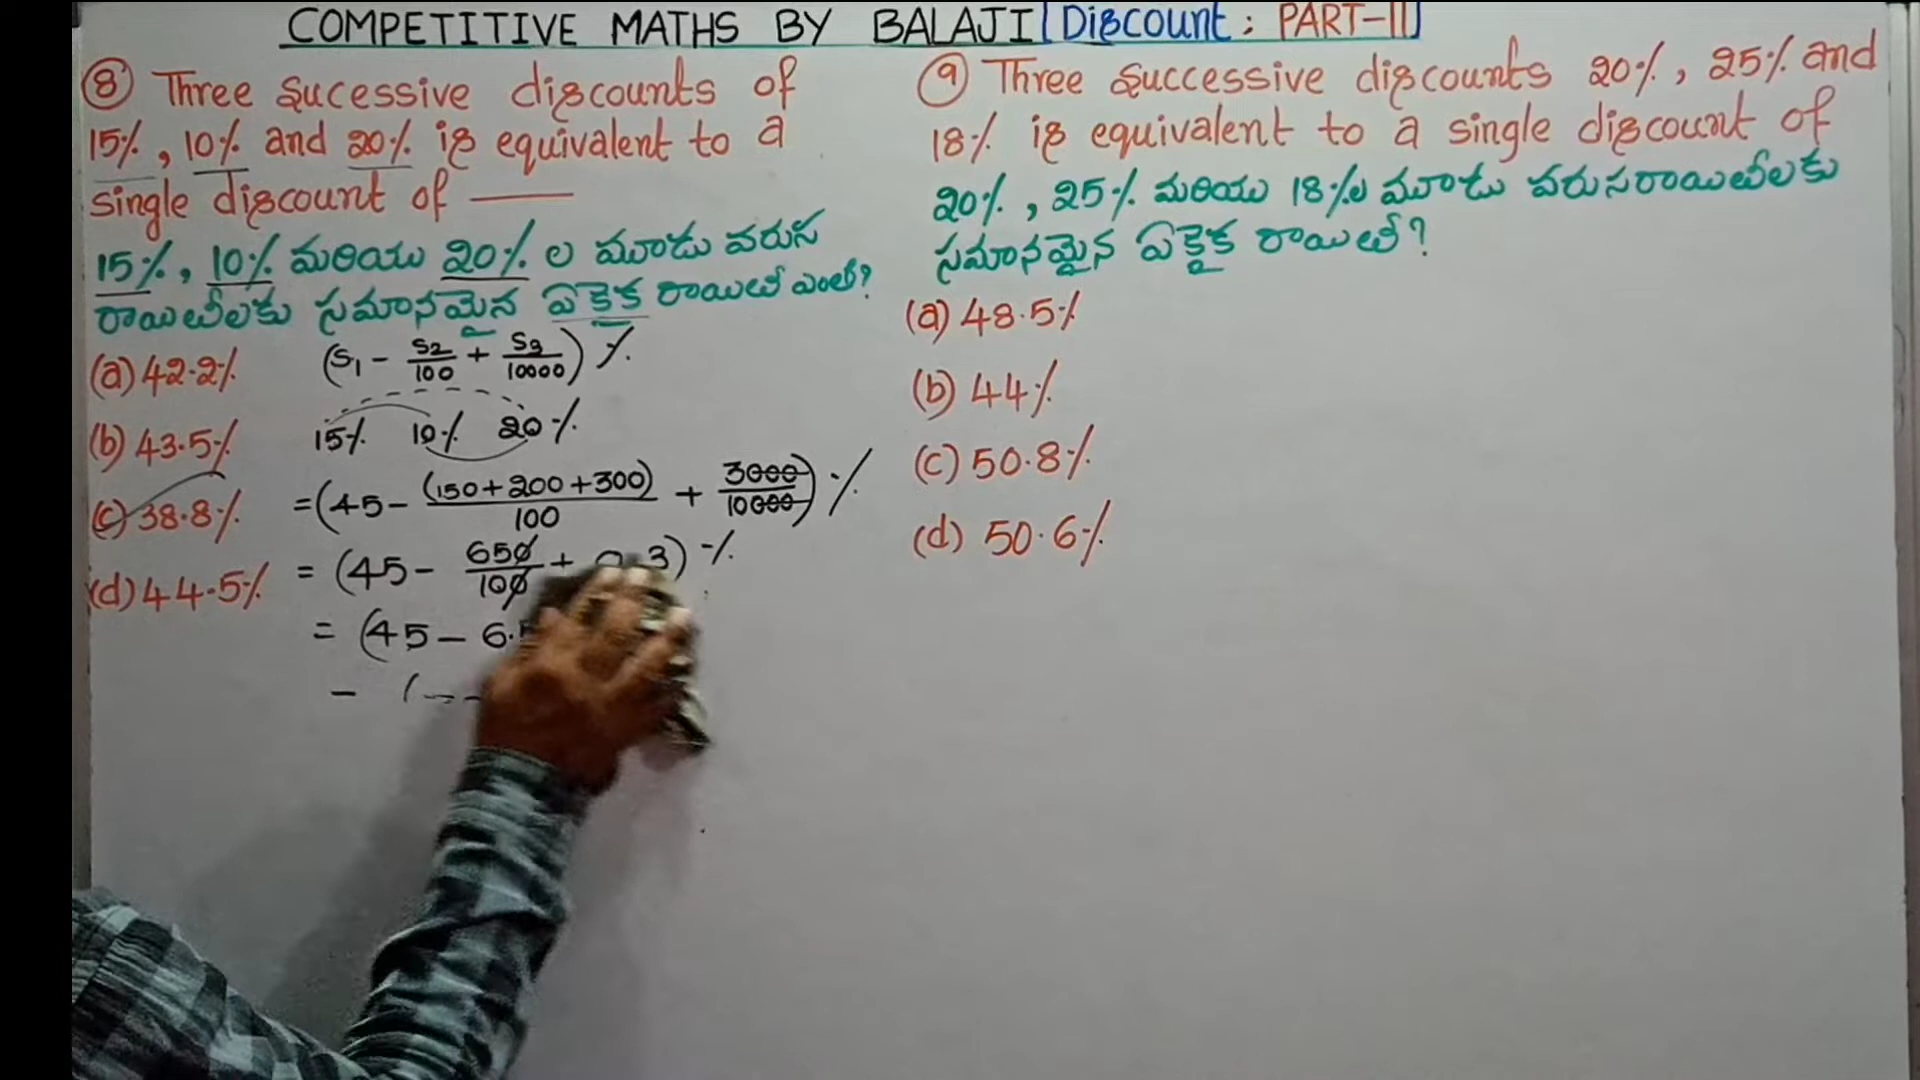 COMPETITIVE MATHS BY BALAJI [Discount : PART-II]
⑧ Three sucessive discounts of
15%, 10% and 20% is equivalent to a
single discount of ———
15%, 10% మరియు 20% ల మూడు వరుస
రాయితీలకు సమానమైన ఏకైక రాయితీ ఎంత?
(a) 42.2%
(S1 - S2/100 + S3/10000) %
(b) 43.5%
15% 10% 20%
(c) 38.8%
= (45 - (150+200+300)/100 + 3000/10000) %
(d) 44.5%
= (45 - 650/100 + 0.3) %
= (45 - 6.
⑨ Three successive discounts 20%, 25% and
18% is equivalent to a single discount of
20%, 25% మరియు 18%ల మూడు వరుసరాయితీలకు
సమానమైన ఏకైక రాయితీ?
(a) 48.5%
(b) 44%
(c) 50.8%
(d) 50.6%